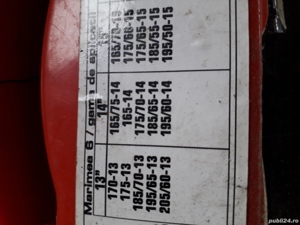 Marimea 6 / gama de aplicatii
13" 14" 15"
170-13 165/75-14 165/70-15
175-13 165-14 175/60-15
185/70-13 175/70-14 175/65-15
195/65-13 185/65-14 185/55-15
205/60-13 195/60-14 195/50-15
publi24.ro